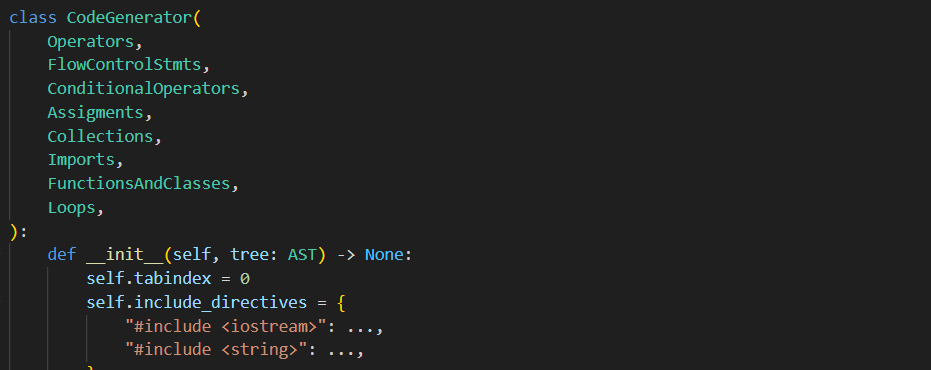 class CodeGenerator(
    Operators,
    FlowControlStmts,
    ConditionalOperators,
    Assigments,
    Collections,
    Imports,
    FunctionsAndClasses,
    Loops,
):
    def __init__(self, tree: AST) -> None:
        self.tabindex = 0
        self.include_directives = {
            "#include <iostream>": ...,
            "#include <string>": ...,
        }